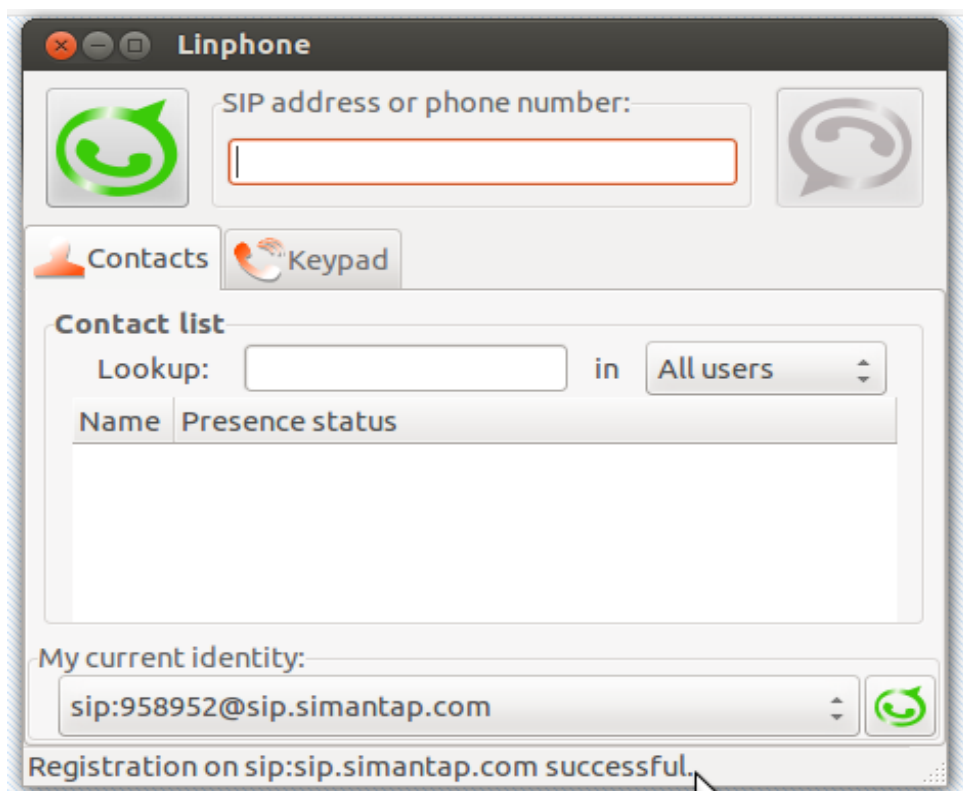 Linphone
SIP address or phone number:
Contacts Keypad
Contact list
Lookup: in All users
Name Presence status
My current identity:
sip:958952@sip.simantap.com
Registration on sip:sip.simantap.com successful.